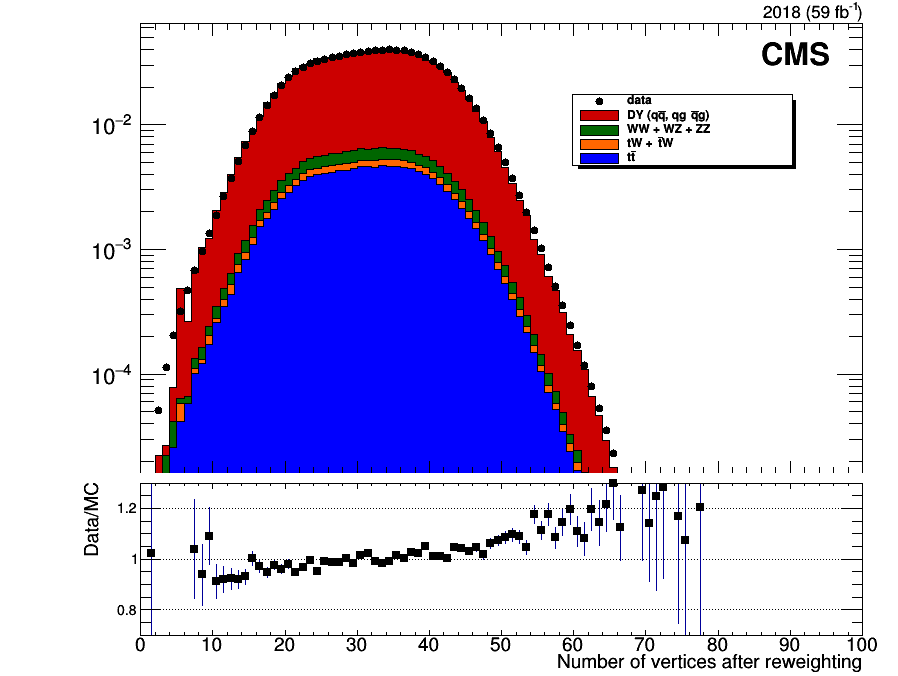 2018 (59 fb⁻¹)
CMS
data
DY (qq̄, qg q̄g)
WW + WZ + ZZ
tW + t̄W
tt̄
10⁻²
10⁻³
10⁻⁴
Data/MC
1.2
1
0.8
0 10 20 30 40 50 60 70 80 90 100
Number of vertices after reweighting